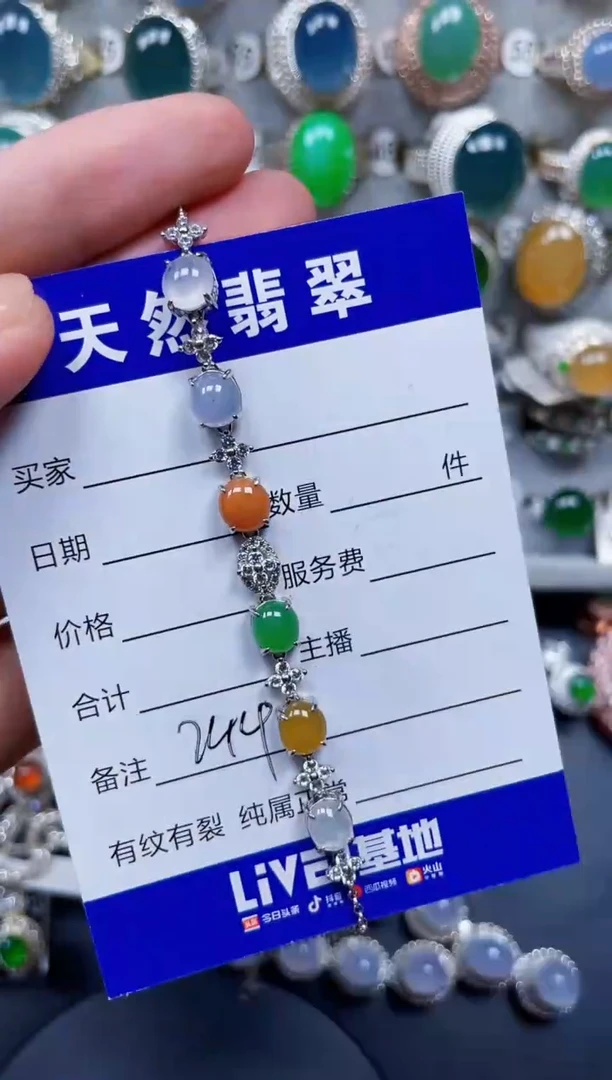 天然翡翠
买家
件
日期 数量
价格 服务费
合计 主播
备注
有纹有裂 纯属正常
LiVE基地
今日头条 抖音 西瓜视频 火山